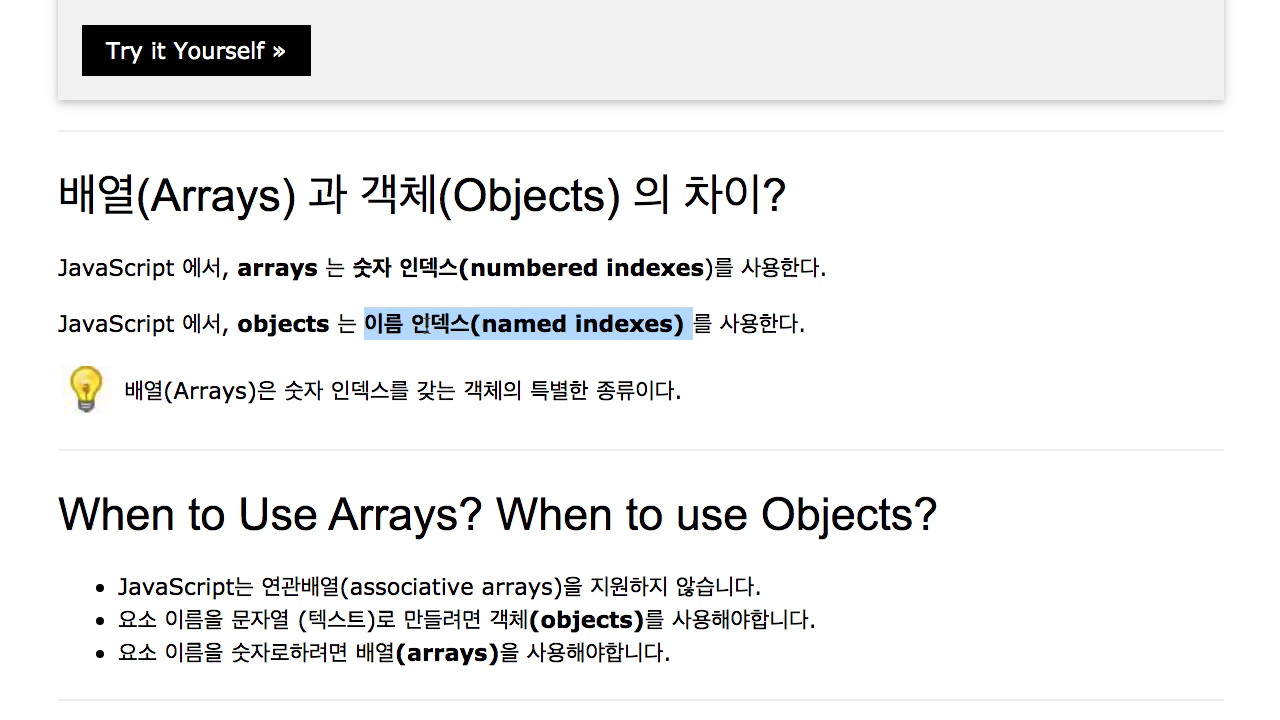 Try it Yourself »
배열(Arrays) 과 객체(Objects) 의 차이?
JavaScript 에서, arrays 는 숫자 인덱스(numbered indexes)를 사용한다.
JavaScript 에서, objects 는 이름 인덱스(named indexes) 를 사용한다.
배열(Arrays)은 숫자 인덱스를 갖는 객체의 특별한 종류이다.
When to Use Arrays? When to use Objects?
• JavaScript는 연관배열(associative arrays)을 지원하지 않습니다.
• 요소 이름을 문자열 (텍스트)로 만들려면 객체(objects)를 사용해야합니다.
• 요소 이름을 숫자로하려면 배열(arrays)을 사용해야합니다.